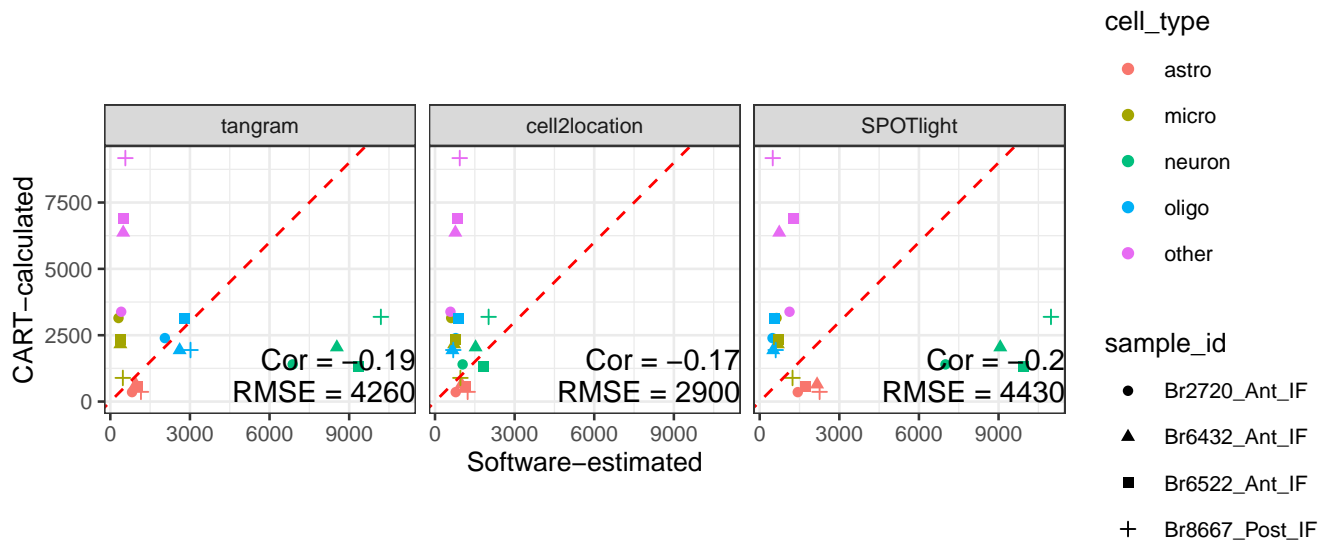 cell_type
astro
micro
neuron
oligo
other
sample_id
Br2720_Ant_IF
Br6432_Ant_IF
Br6522_Ant_IF
Br8667_Post_IF
tangram
cell2location
SPOTlight
CART−calculated
7500
5000
2500
0
Cor = −0.19
RMSE = 4260
Cor = −0.17
RMSE = 2900
Cor = −0.2
RMSE = 4430
0 3000 6000 9000
0 3000 6000 9000
0 3000 6000 9000
Software−estimated